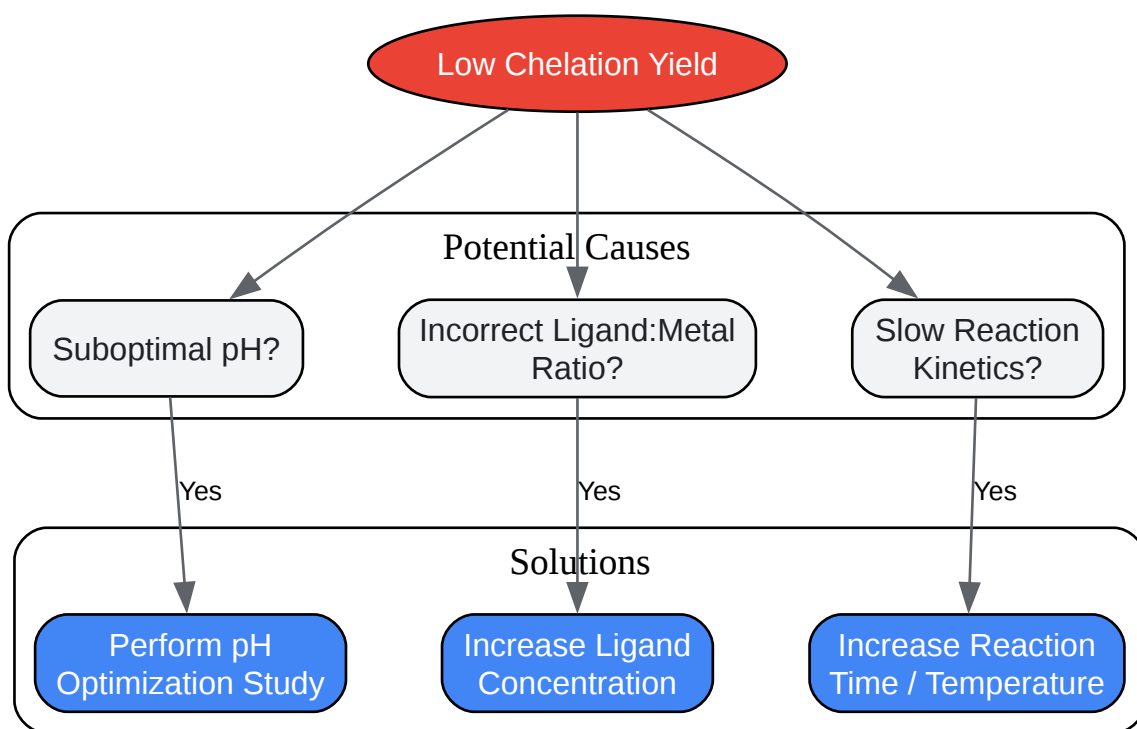 Low Chelation Yield
Potential Causes
Suboptimal pH?
Incorrect Ligand:Metal
Ratio?
Slow Reaction
Kinetics?
Yes
Yes
Yes
Solutions
Perform pH
Optimization Study
Increase Ligand
Concentration
Increase Reaction
Time / Temperature